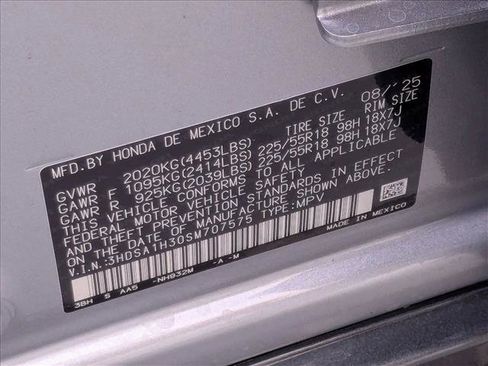 MFD.BY HONDA DE MEXICO S.A. DE C.V. 08/'25
TIRE SIZE RIM SIZE
GVWR 2020KG(4453LBS)
GAWR F 1095KG(2414LBS) 225/55R18 98H 18X7J
GAWR R 925KG(2039LBS) 225/55R18 98H 18X7J
THIS VEHICLE CONFORMS TO ALL APPLICABLE
FEDERAL MOTOR VEHICLE SAFETY, BUMPER,
AND THEFT PREVENTION STANDARDS IN EFFECT
ON THE DATE OF MANUFACTURE SHOWN ABOVE.
V.I.N.:3HDSA1H30SM707575 TYPE:MPV
MADE IN MEXICO
3BH S AA5 -NH932M -A -M